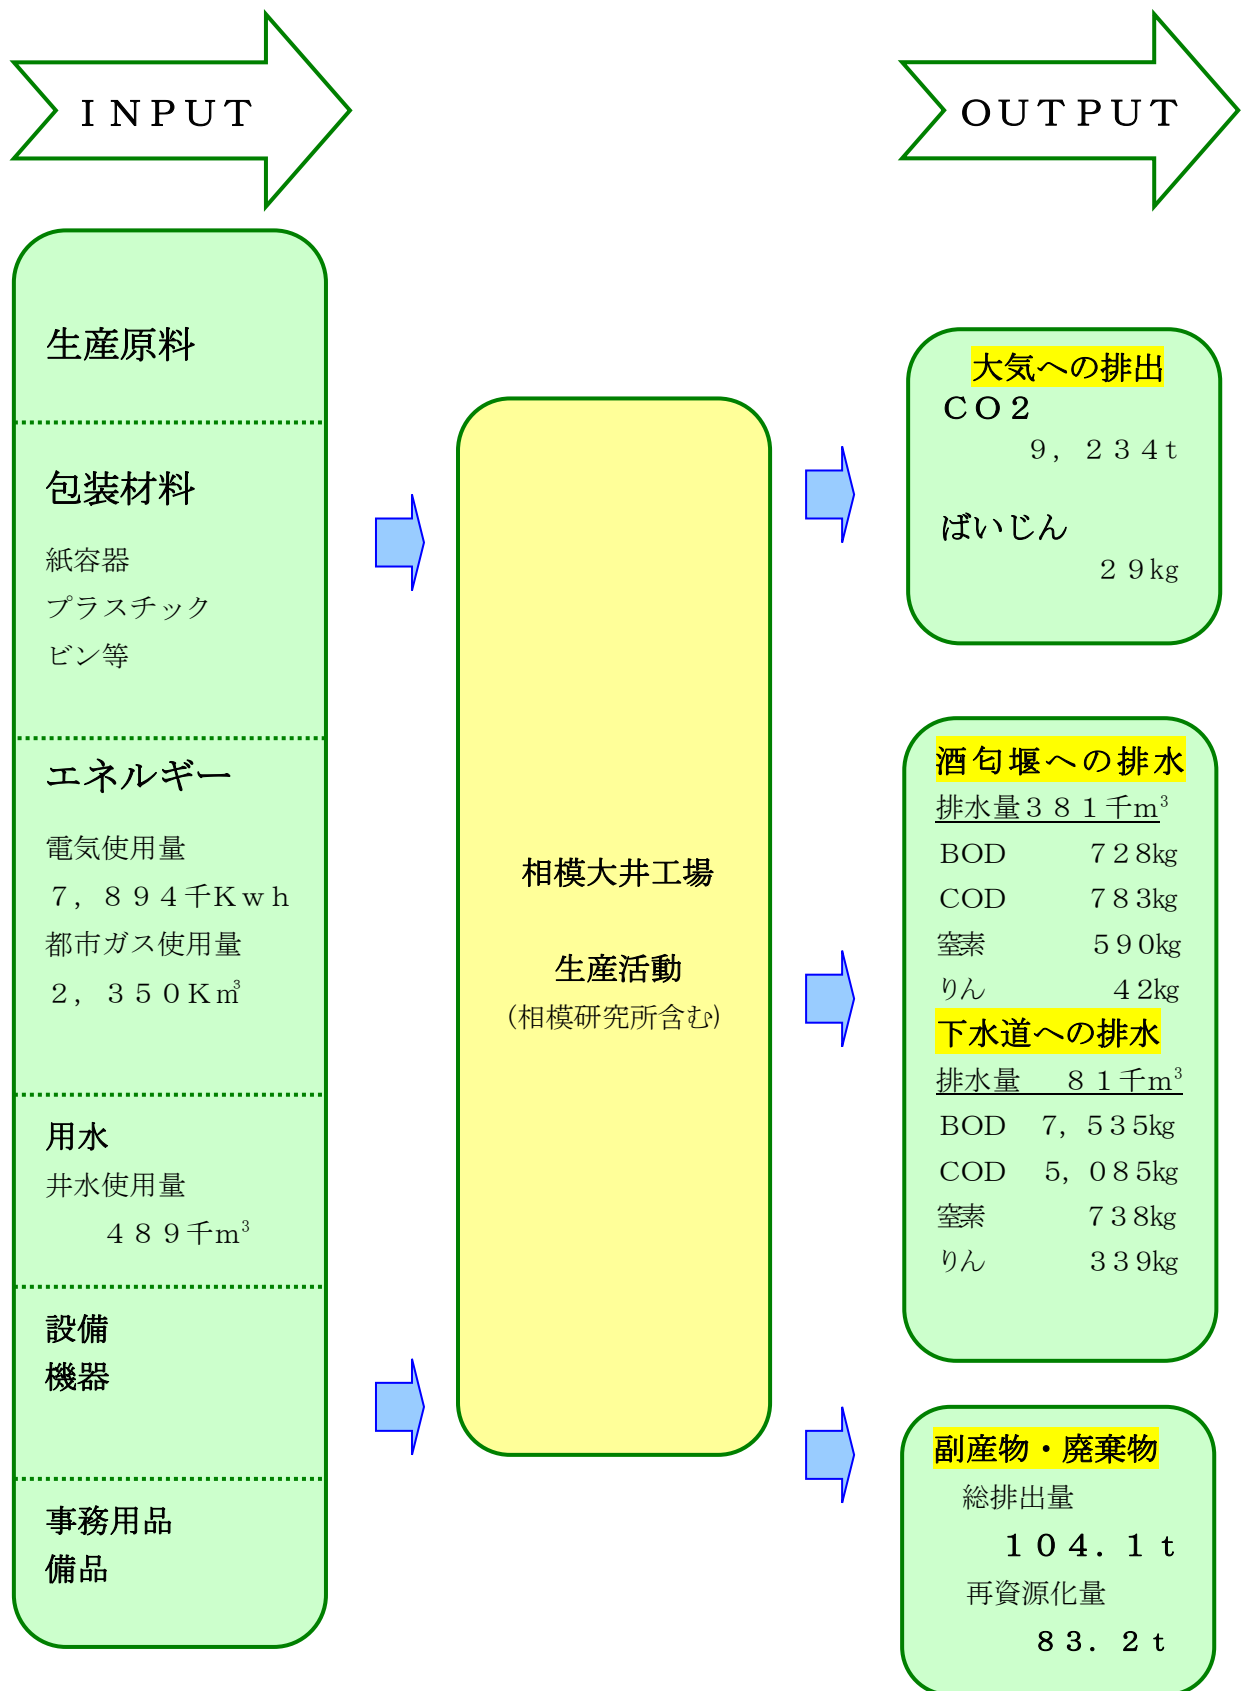 ＩＮＰＵＴ
生産原料
包装材料
紙容器
プラスチック
ビン等
エネルギー
電気使用量
７，８９４千Ｋｗｈ
都市ガス使用量
２，３５０Ｋ㎥
用水
井水使用量
４８９千m³
設備
機器
事務用品
備品
相模大井工場
生産活動
(相模研究所含む)
ＯＵＴＰＵＴ
大気への排出
ＣＯ２
９，２３４t
ばいじん
２９kg
酒匂堰への排水
排水量３８１千m³
BOD ７２８kg
COD ７８３kg
窒素 ５９０kg
りん ４２kg
下水道への排水
排水量 ８１千m³
BOD ７，５３５kg
COD ５，０８５kg
窒素 ７３８kg
りん ３３９kg
副産物・廃棄物
総排出量
１０４．１ｔ
再資源化量
８３．２ｔ